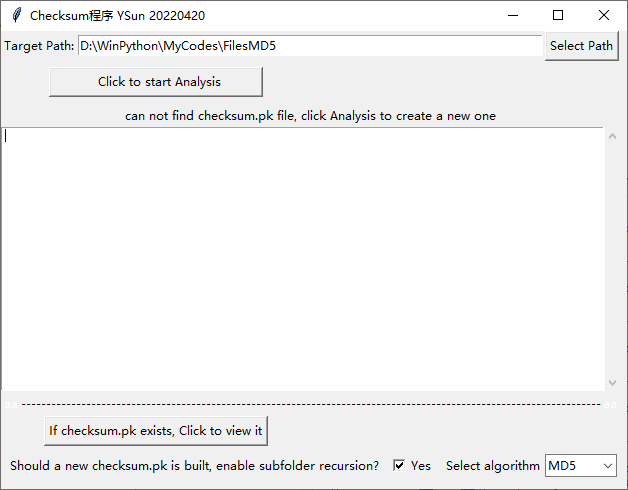 Checksum程序 YSun 20220420
Target Path: D:\WinPython\MyCodes\FilesMD5 Select Path
Click to start Analysis
can not find checksum.pk file, click Analysis to create a new one
aa ---------------------------------------------------------------------------------------------------- aa
If checksum.pk exists, Click to view it
Should a new checksum.pk is built, enable subfolder recursion? Yes Select algorithm MD5